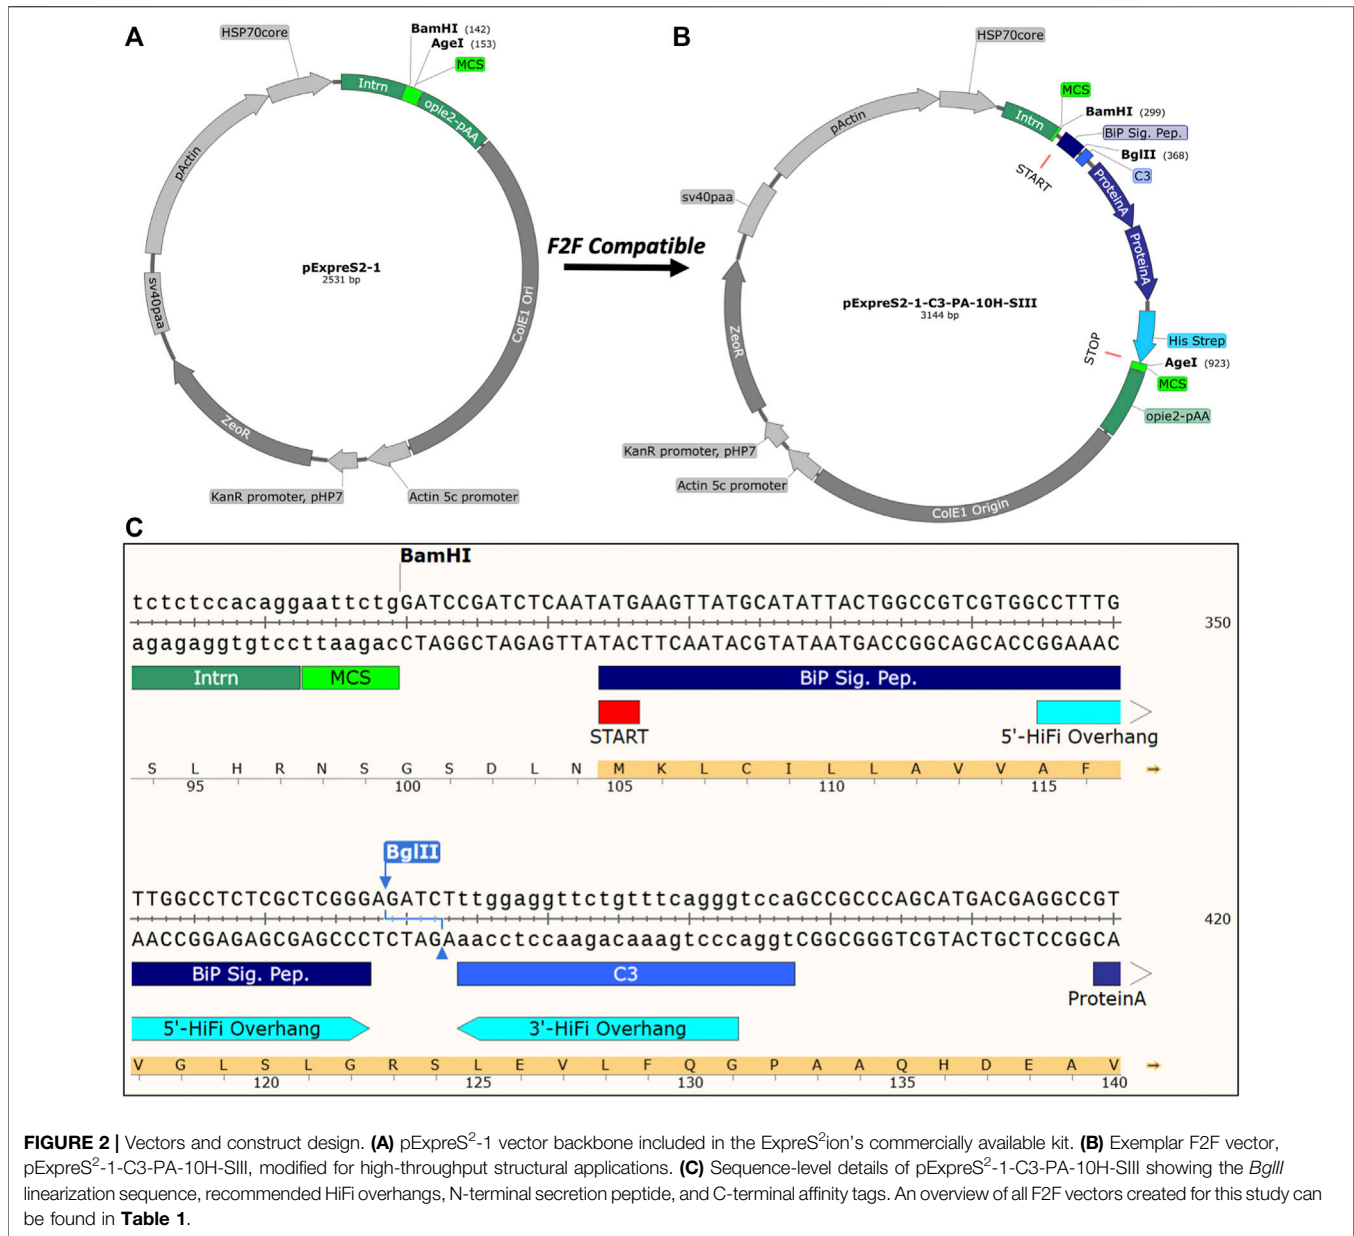 A
HSP70core
BamHI (142)
AgeI (153)
MCS
Intrn
opie2-pAA
pActin
pExpreS2-1
2531 bp
sv40paa
ColE1 Ori
ZeoR
KanR promoter, pHP7
Actin 5c promoter
F2F Compatible
B
HSP70core
MCS
BamHI (299)
Intrn
BiP Sig. Pep.
BglII (368)
START
C3
pActin
ProteinA
sv40paa
ProteinA
pExpreS2-1-C3-PA-10H-SIII
3144 bp
ZeoR
His Strep
STOP
AgeI (923)
MCS
opie2-pAA
KanR promoter, pHP7
Actin 5c promoter
ColE1 Origin
C
BamHI
tctctccacaggaattctgGATCCGATCTCAATATGAAGTTATGCATATTACTGGCCGTCGTGGCCTTTG
350
agagaggtgtccttaagacCTAGGCTAGAGTTATACTTCAATACGTATAATGACCGGCAGCACCGGAAAC
Intrn MCS BiP Sig. Pep.
START 5'-HiFi Overhang
S L H R N S G S D L N M K L C I L L A V V A F
95 100 105 110 115
BglII
TTGGCCTCTCGCTCGGGAGATCTttggaggttctgtttcagggtccaGCCGCCCAGCATGACGAGGCCGT
420
AACCGGAGAGCGAGCCCTCTAGAaacctccaagacaaagtcccaggtCGGCGGGTCGTACTGCTCCGGCA
BiP Sig. Pep. C3
ProteinA
5'-HiFi Overhang 3'-HiFi Overhang
V G L S L G R S L E V L F Q G P A A Q H D E A V
120 125 130 135 140
FIGURE 2 | Vectors and construct design. (A) pExpreS²-1 vector backbone included in the ExpreS²ion's commercially available kit. (B) Exemplar F2F vector,
pExpreS²-1-C3-PA-10H-SIII, modified for high-throughput structural applications. (C) Sequence-level details of pExpreS²-1-C3-PA-10H-SIII showing the BglII
linearization sequence, recommended HiFi overhangs, N-terminal secretion peptide, and C-terminal affinity tags. An overview of all F2F vectors created for this study can
be found in Table 1.